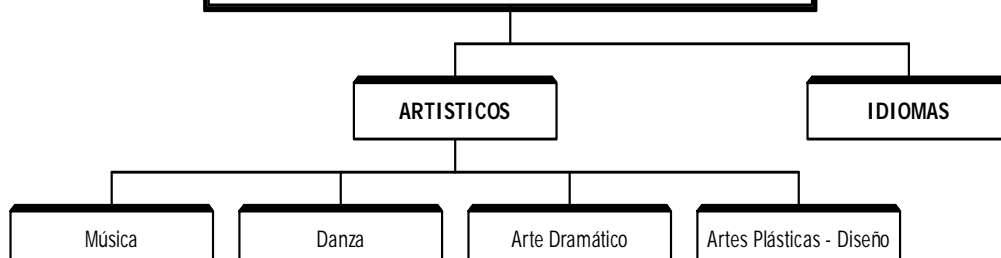 ARTISTICOS
IDIOMAS
Música
Danza
Arte Dramático
Artes Plásticas - Diseño